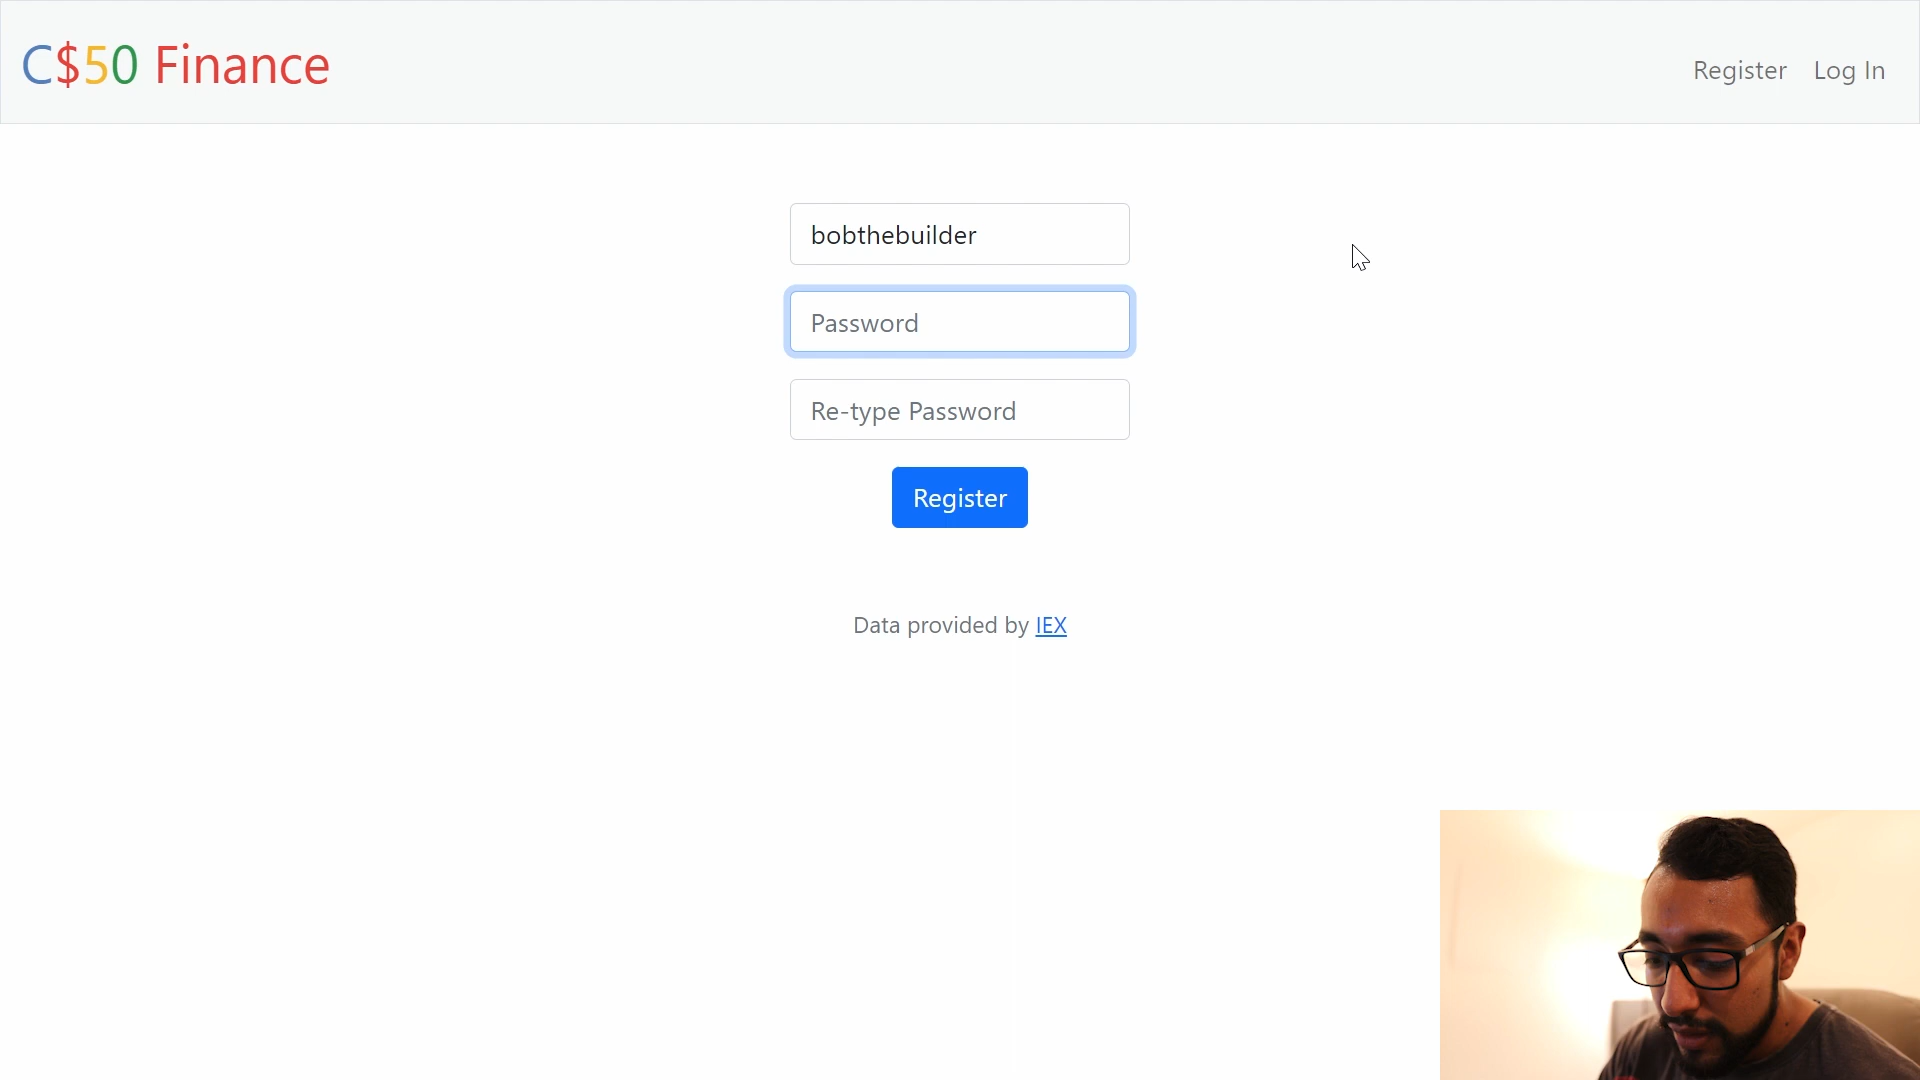 C$50 Finance
Register Log In
bobthebuilder
Password
Re-type Password
Register
Data provided by IEX